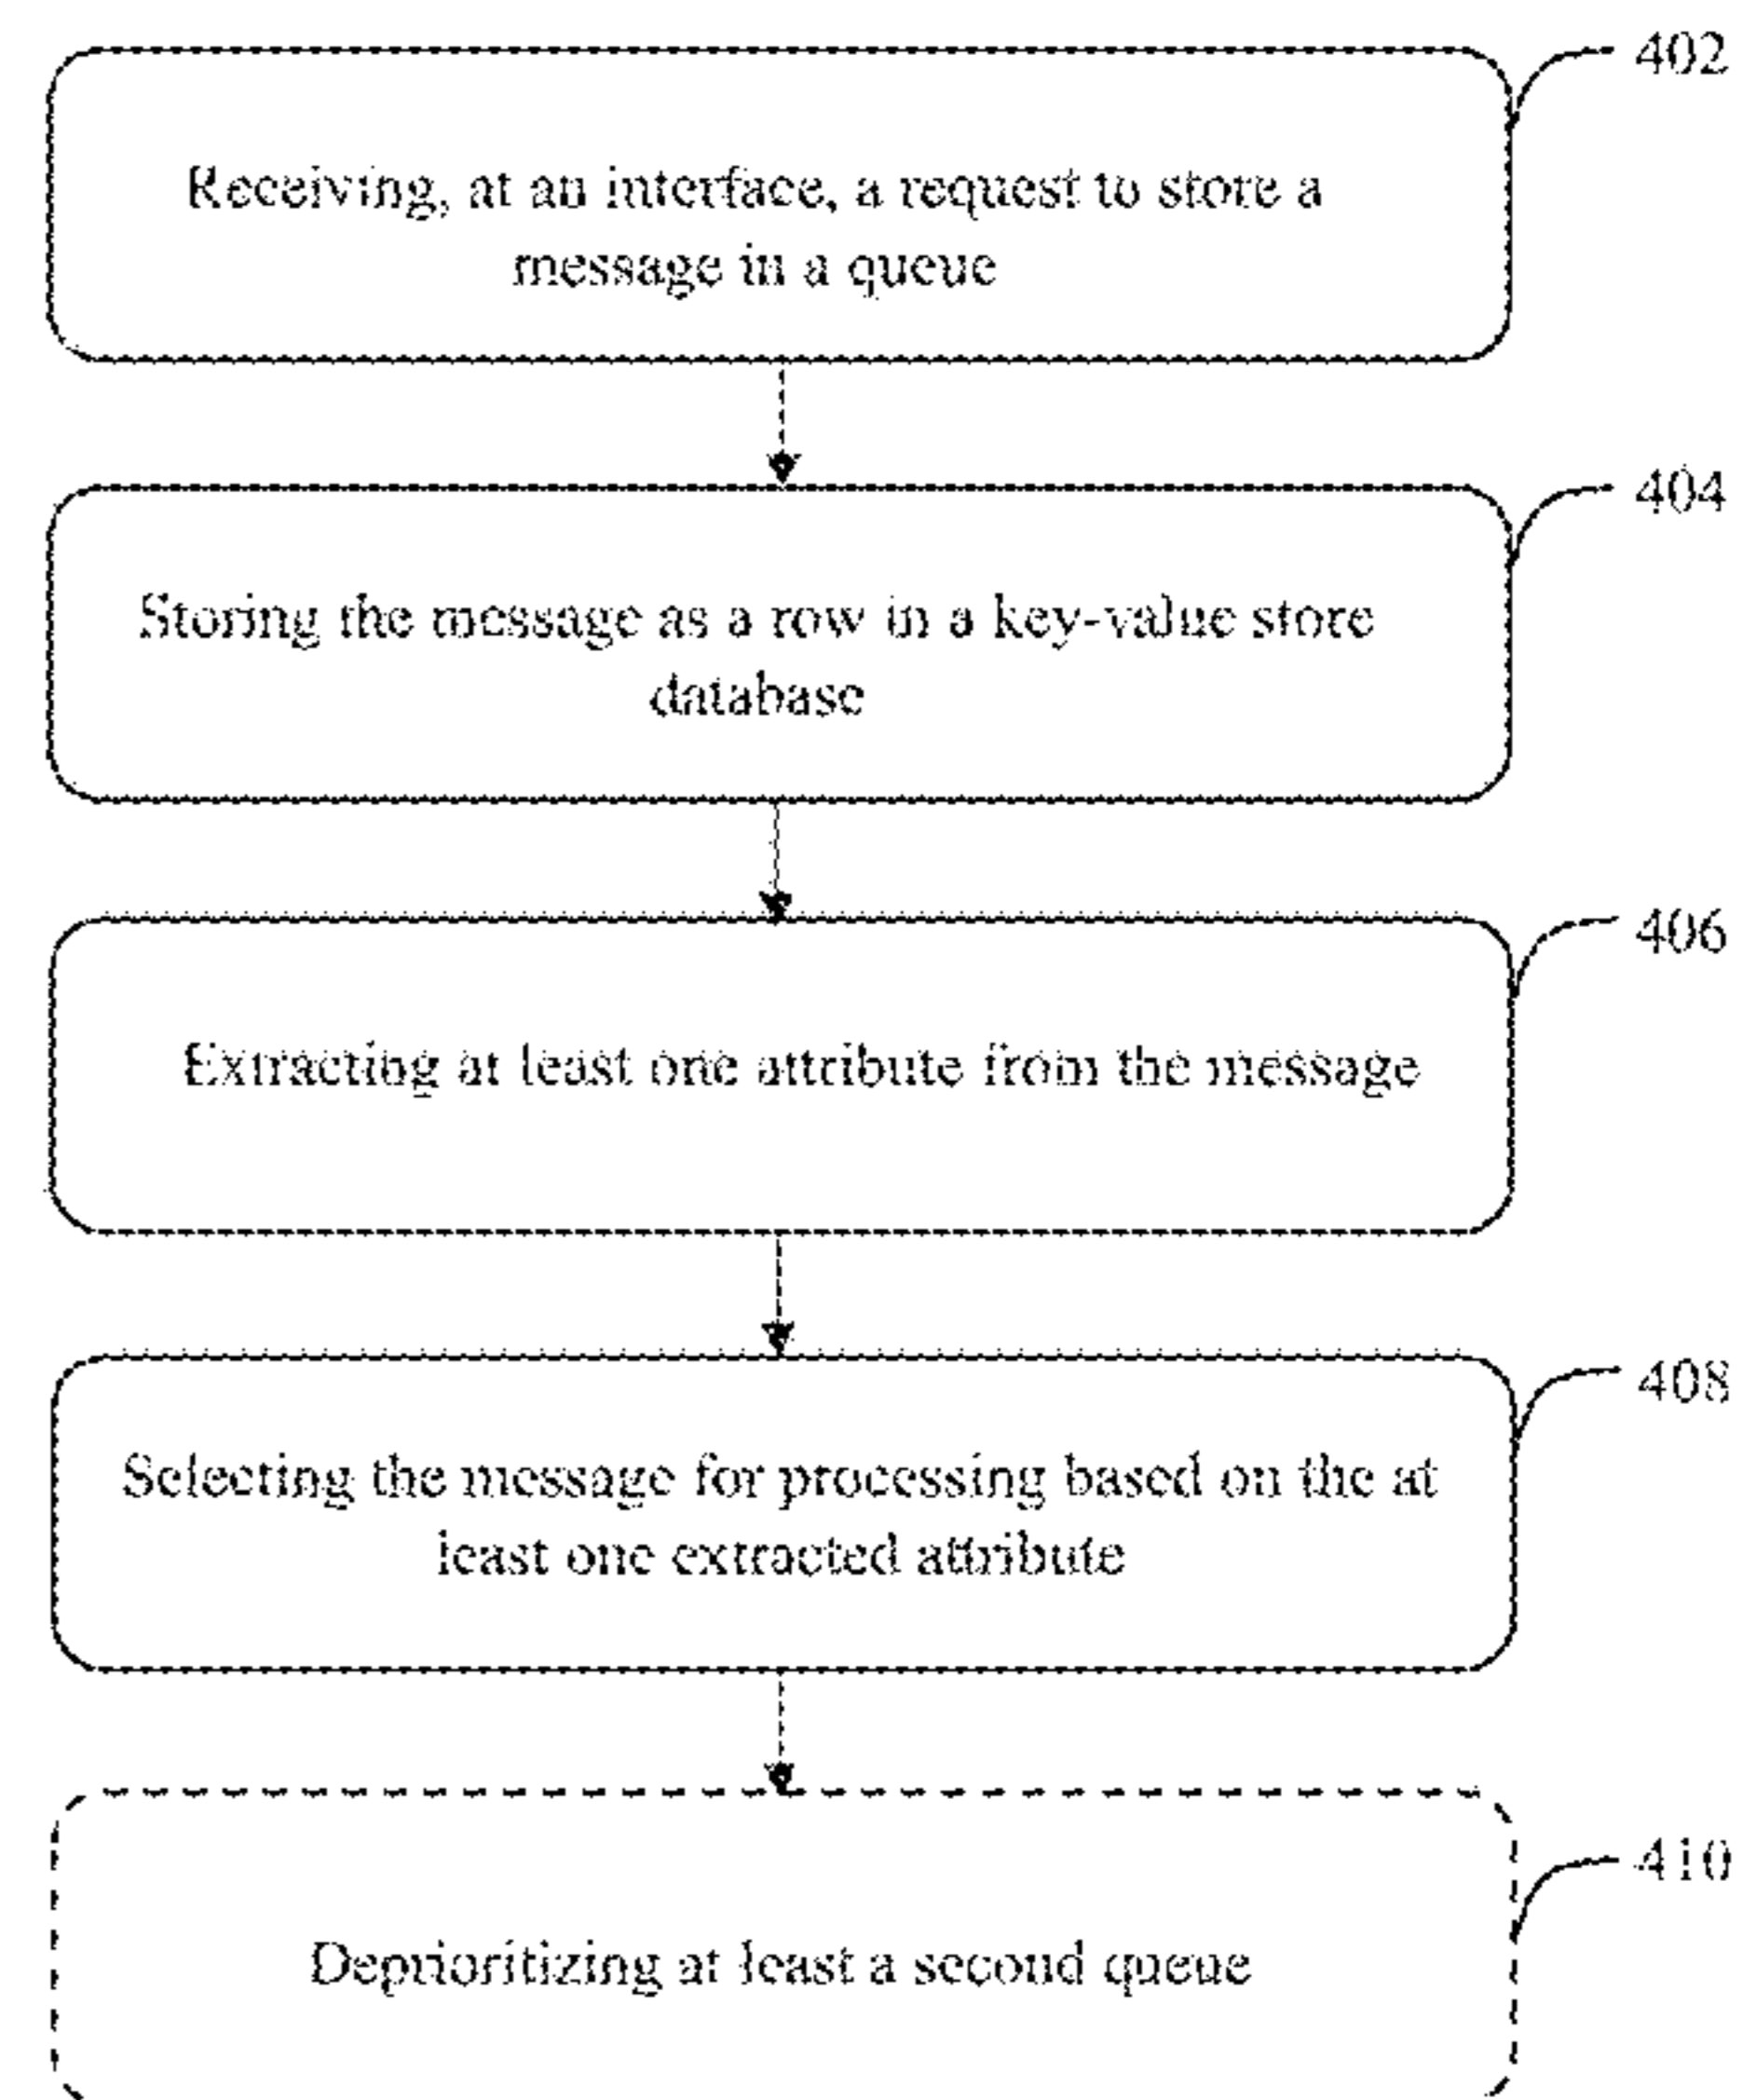 402
Receiving, at an interface, a request to store a
message in a queue
404
Storing the message as a row in a key-value store
database
406
Extracting at least one attribute from the message
408
Selecting the message for processing based on the at
least one extracted attribute
410
Deprioritizing at least a second queue